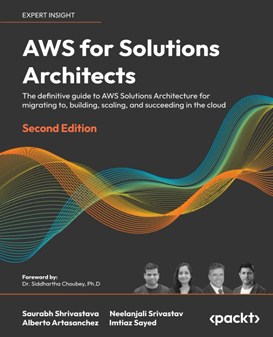 EXPERT INSIGHT
AWS for Solutions
Architects
The definitive guide to AWS Solutions Architecture for
migrating to, building, scaling, and succeeding in the cloud
Second Edition
Foreword by:
Dr. Siddhartha Choubey, Ph.D
Saurabh Shrivastava Neelanjali Srivastav
Alberto Artasanchez Imtiaz Sayed
<packt>